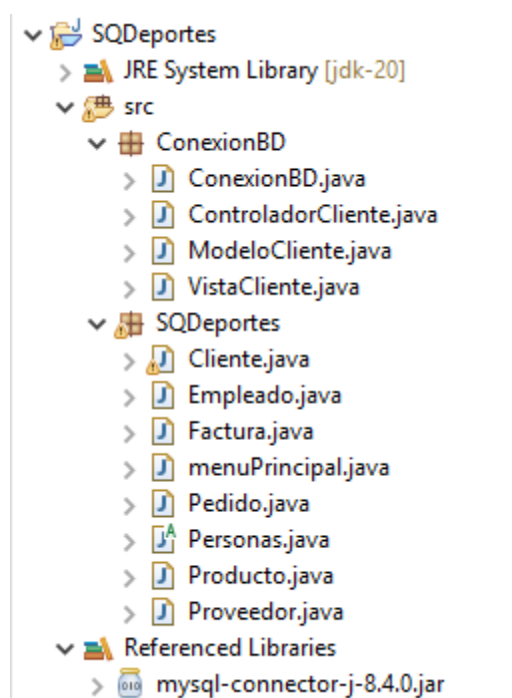 SQDeportes
JRE System Library [jdk-20]
src
ConexionBD
ConexionBD.java
ControladorCliente.java
ModeloCliente.java
VistaCliente.java
SQDeportes
Cliente.java
Empleado.java
Factura.java
menuPrincipal.java
Pedido.java
Personas.java
Producto.java
Proveedor.java
Referenced Libraries
mysql-connector-j-8.4.0.jar